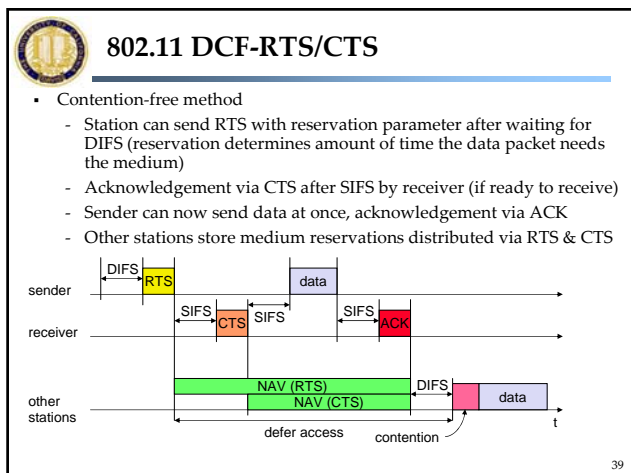 802.11 DCF-RTS/CTS
▪ Contention-free method
- Station can send RTS with reservation parameter after waiting for
DIFS (reservation determines amount of time the data packet needs
the medium)
- Acknowledgement via CTS after SIFS by receiver (if ready to receive)
- Sender can now send data at once, acknowledgement via ACK
- Other stations store medium reservations distributed via RTS & CTS
DIFS
RTS
data
sender
SIFS
CTS
SIFS
SIFS
ACK
receiver
NAV (RTS)
DIFS
NAV (CTS)
data
other
stations
t
defer access
contention
39